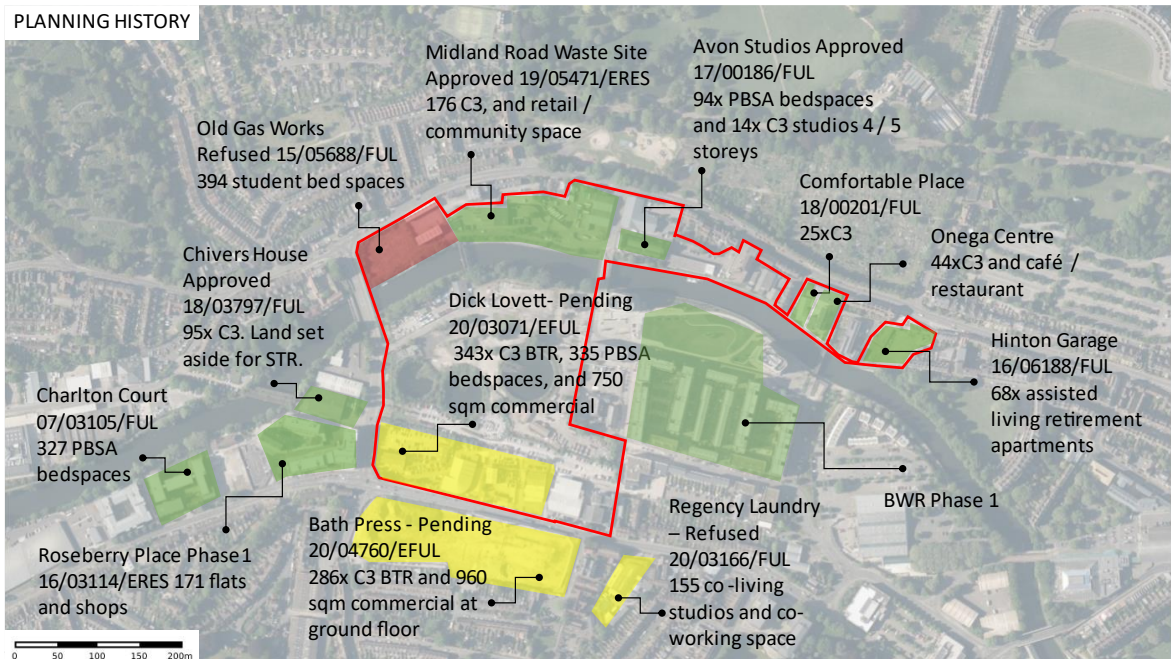 PLANNING HISTORY
Midland Road Waste Site
Approved 19/05471/ERES
176 C3, and retail /
community space
Avon Studios Approved
17/00186/FUL
94x PBSA bedspaces
and 14x C3 studios 4 / 5
storeys
Old Gas Works
Refused 15/05688/FUL
394 student bed spaces
Comfortable Place
18/00201/FUL
25xC3
Onega Centre
44xC3 and café /
restaurant
Chivers House
Approved
18/03797/FUL
95x C3. Land set
aside for STR.
Dick Lovett- Pending
20/03071/EFUL
343x C3 BTR, 335 PBSA
bedspaces, and 750
sqm commercial
Hinton Garage
16/06188/FUL
68x assisted
living retirement
apartments
Charlton Court
07/03105/FUL
327 PBSA
bedspaces
BWR Phase 1
Roseberry Place Phase1
16/03114/ERES 171 flats
and shops
Bath Press - Pending
20/04760/EFUL
286x C3 BTR and 960
sqm commercial at
ground floor
Regency Laundry
– Refused
20/03166/FUL
155 co -living
studios and co-
working space
0 50 100 150 200m